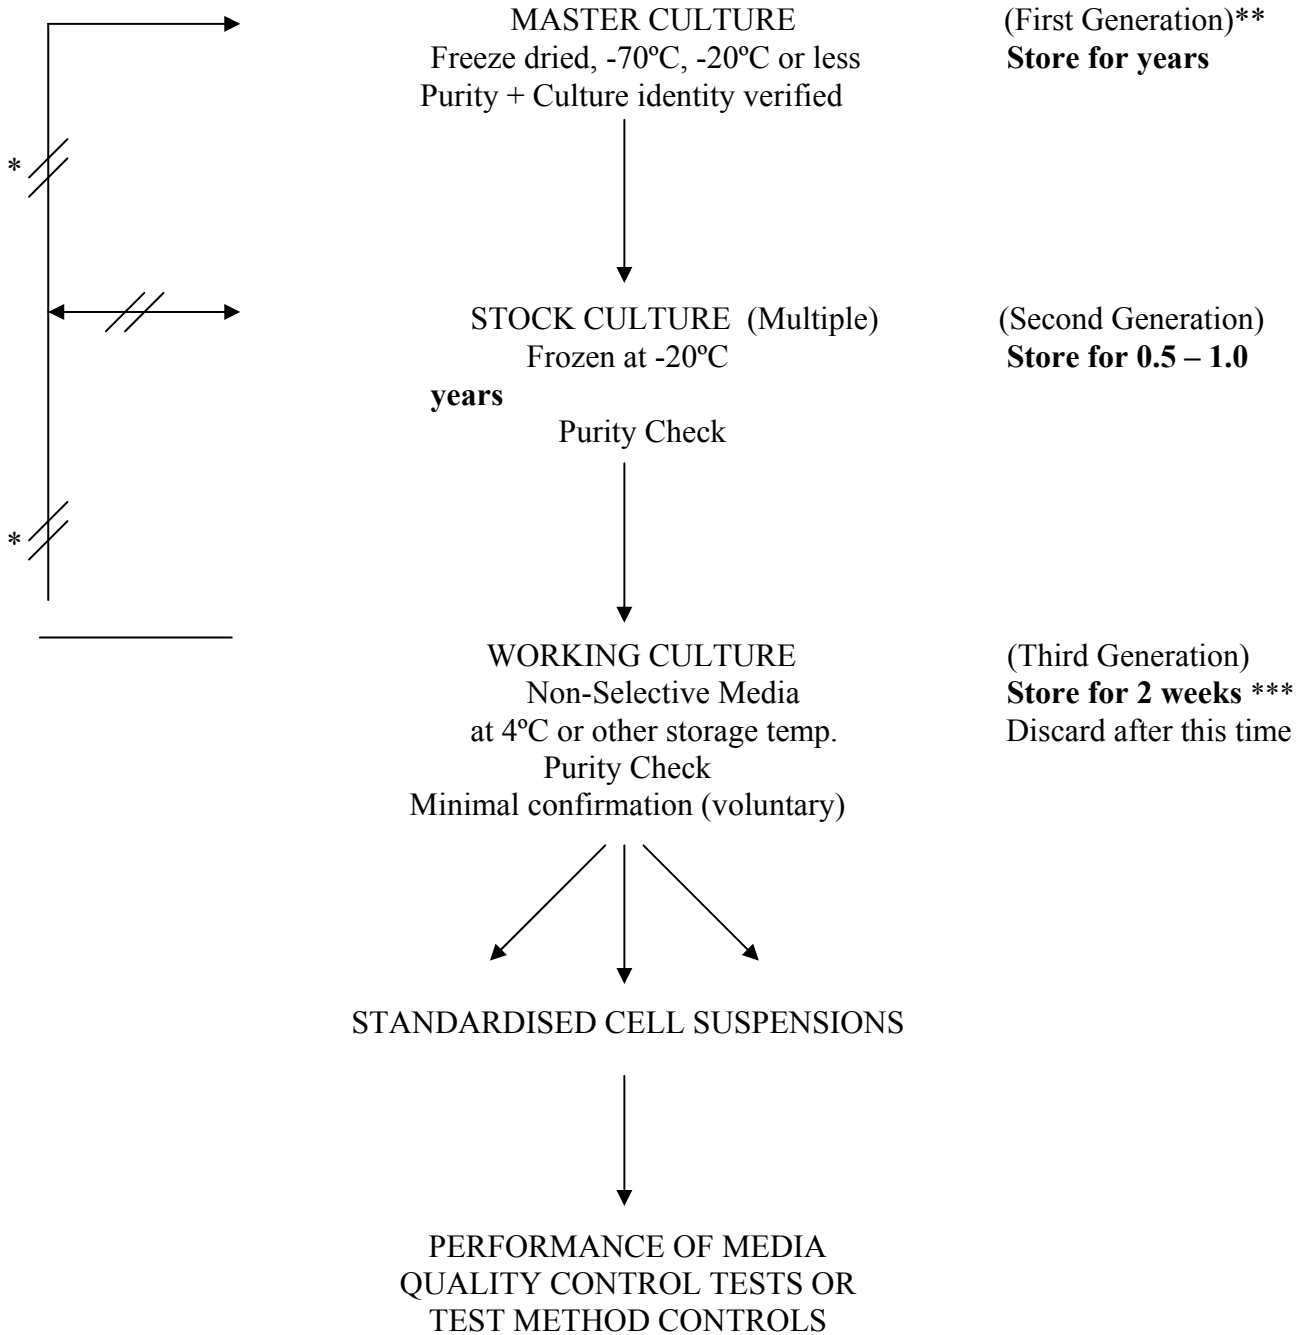 MASTER CULTURE (First Generation)**
Freeze dried, -70ºC, -20ºC or less Store for years
Purity + Culture identity verified
*
STOCK CULTURE (Multiple) (Second Generation)
Frozen at -20ºC Store for 0.5 – 1.0
years
Purity Check
*
WORKING CULTURE (Third Generation)
Non-Selective Media Store for 2 weeks ***
at 4ºC or other storage temp. Discard after this time
Purity Check
Minimal confirmation (voluntary)
STANDARDISED CELL SUSPENSIONS
PERFORMANCE OF MEDIA
QUALITY CONTROL TESTS OR
TEST METHOD CONTROLS